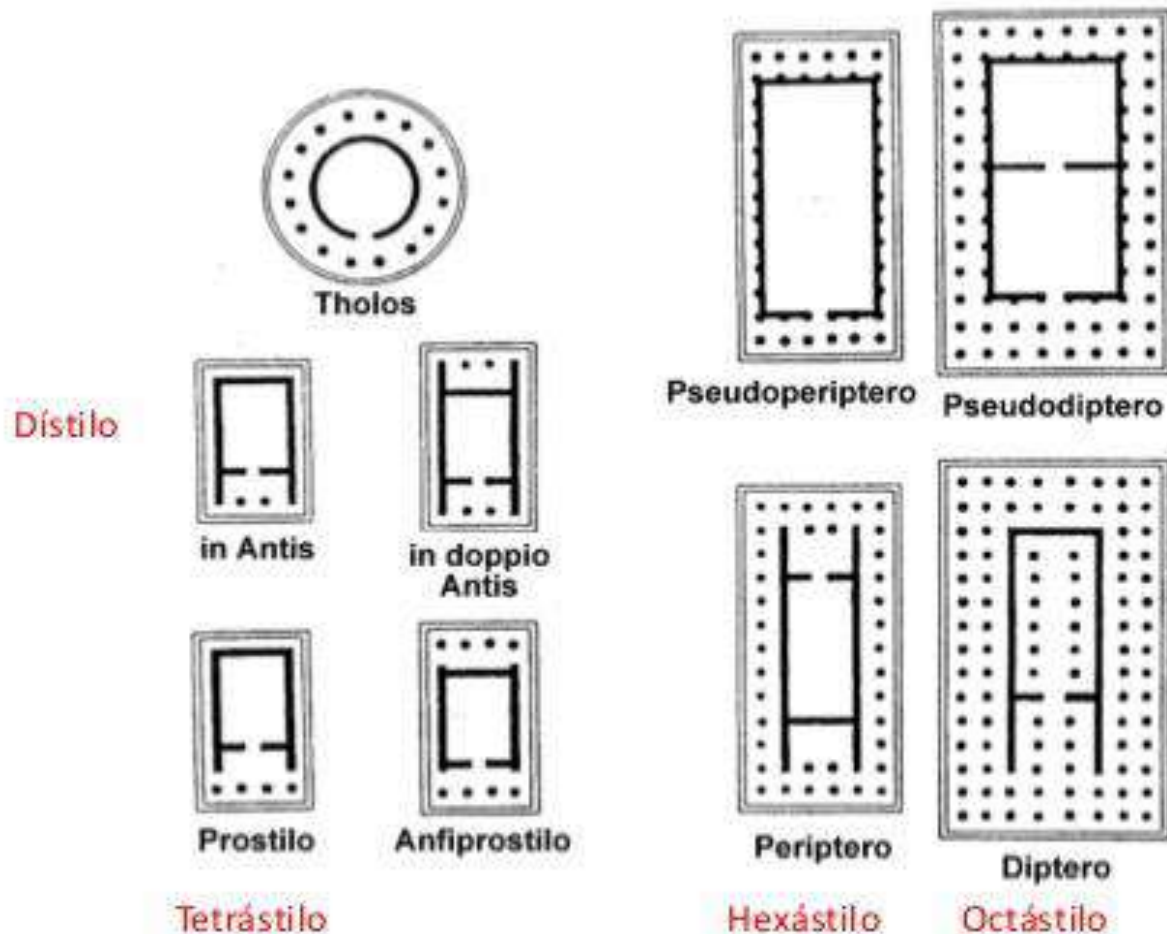 Tholos
Pseudoperiptero
Pseudodiptero
Dístilo
in Antis
in doppio
Antis
Prostilo
Anfiprostilo
Periptero
Diptero
Tetrástilo
Hexástilo
Octástilo